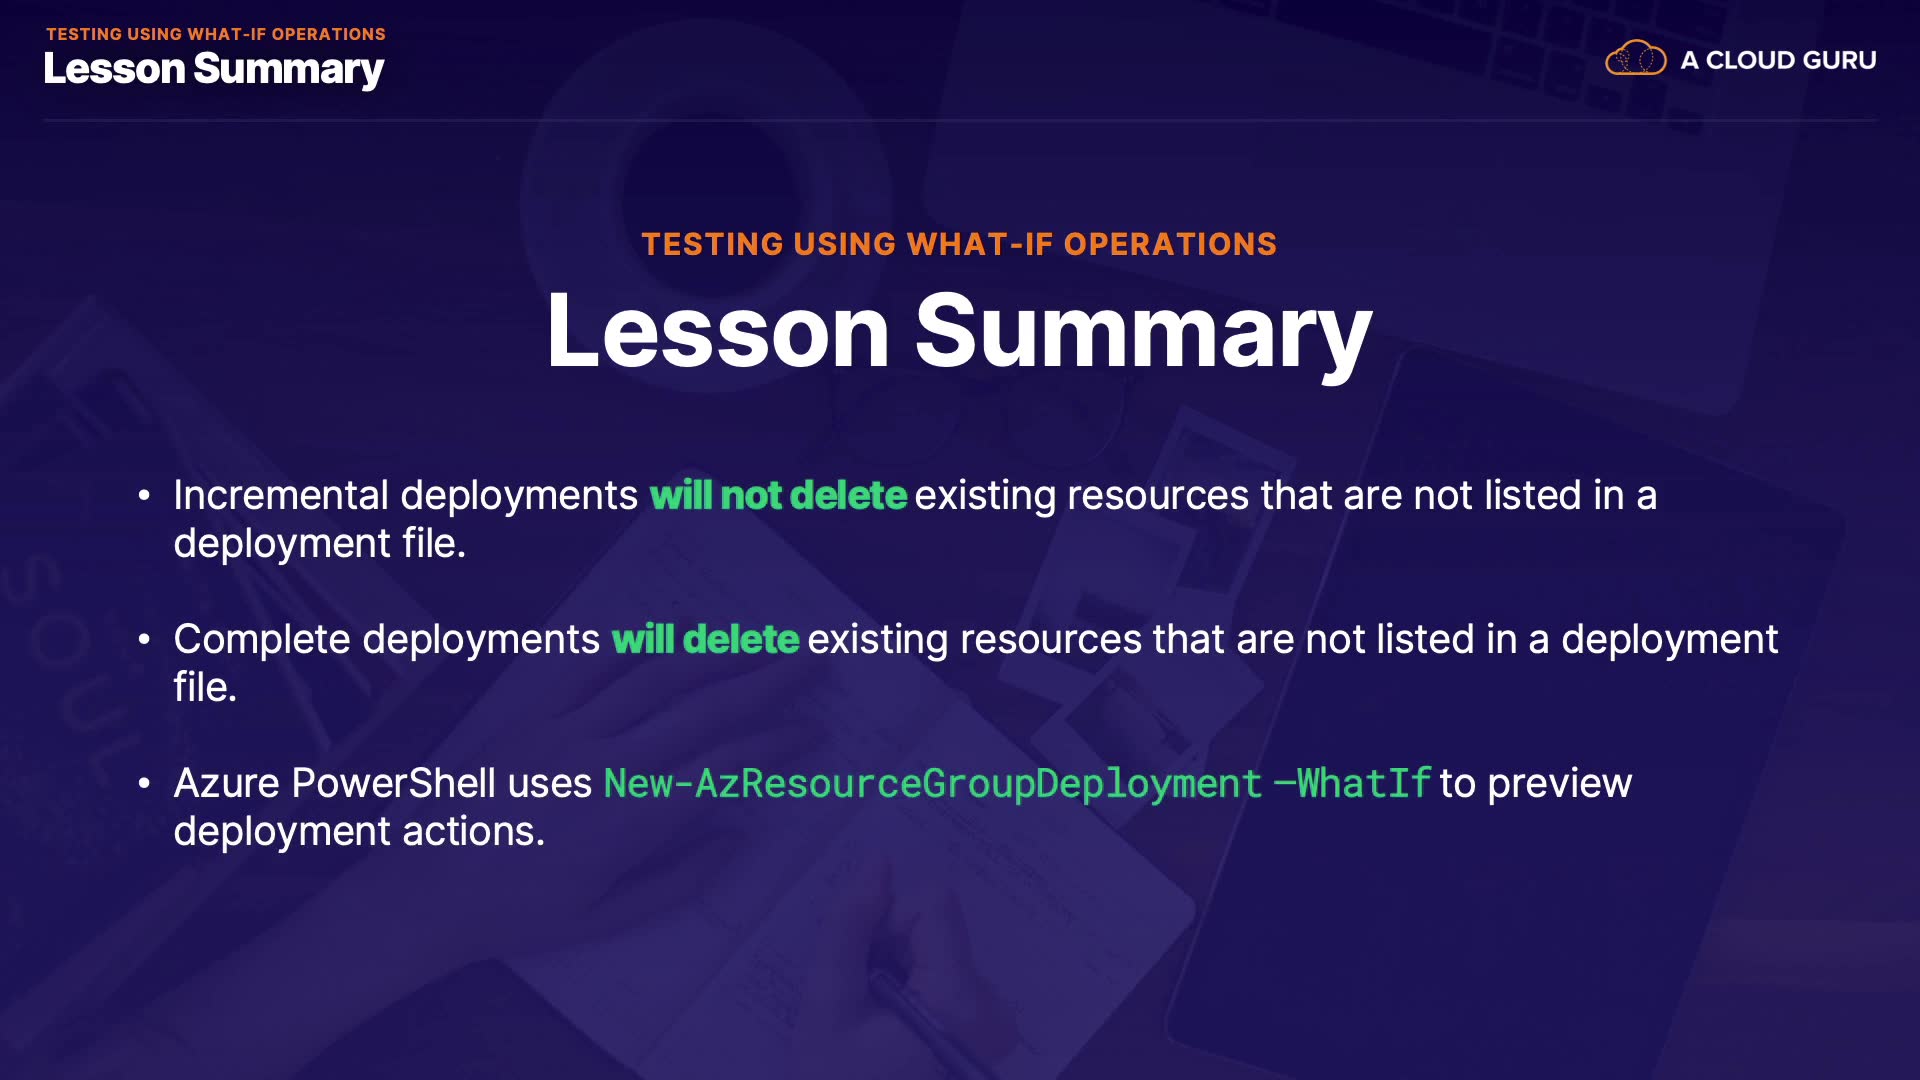 TESTING USING WHAT-IF OPERATIONS
Lesson Summary
A CLOUD GURU
TESTING USING WHAT-IF OPERATIONS
Lesson Summary
• Incremental deployments will not delete existing resources that are not listed in a
deployment file.
• Complete deployments will delete existing resources that are not listed in a deployment
file.
• Azure PowerShell uses New-AzResourceGroupDeployment –WhatIf to preview
deployment actions.
SOUL